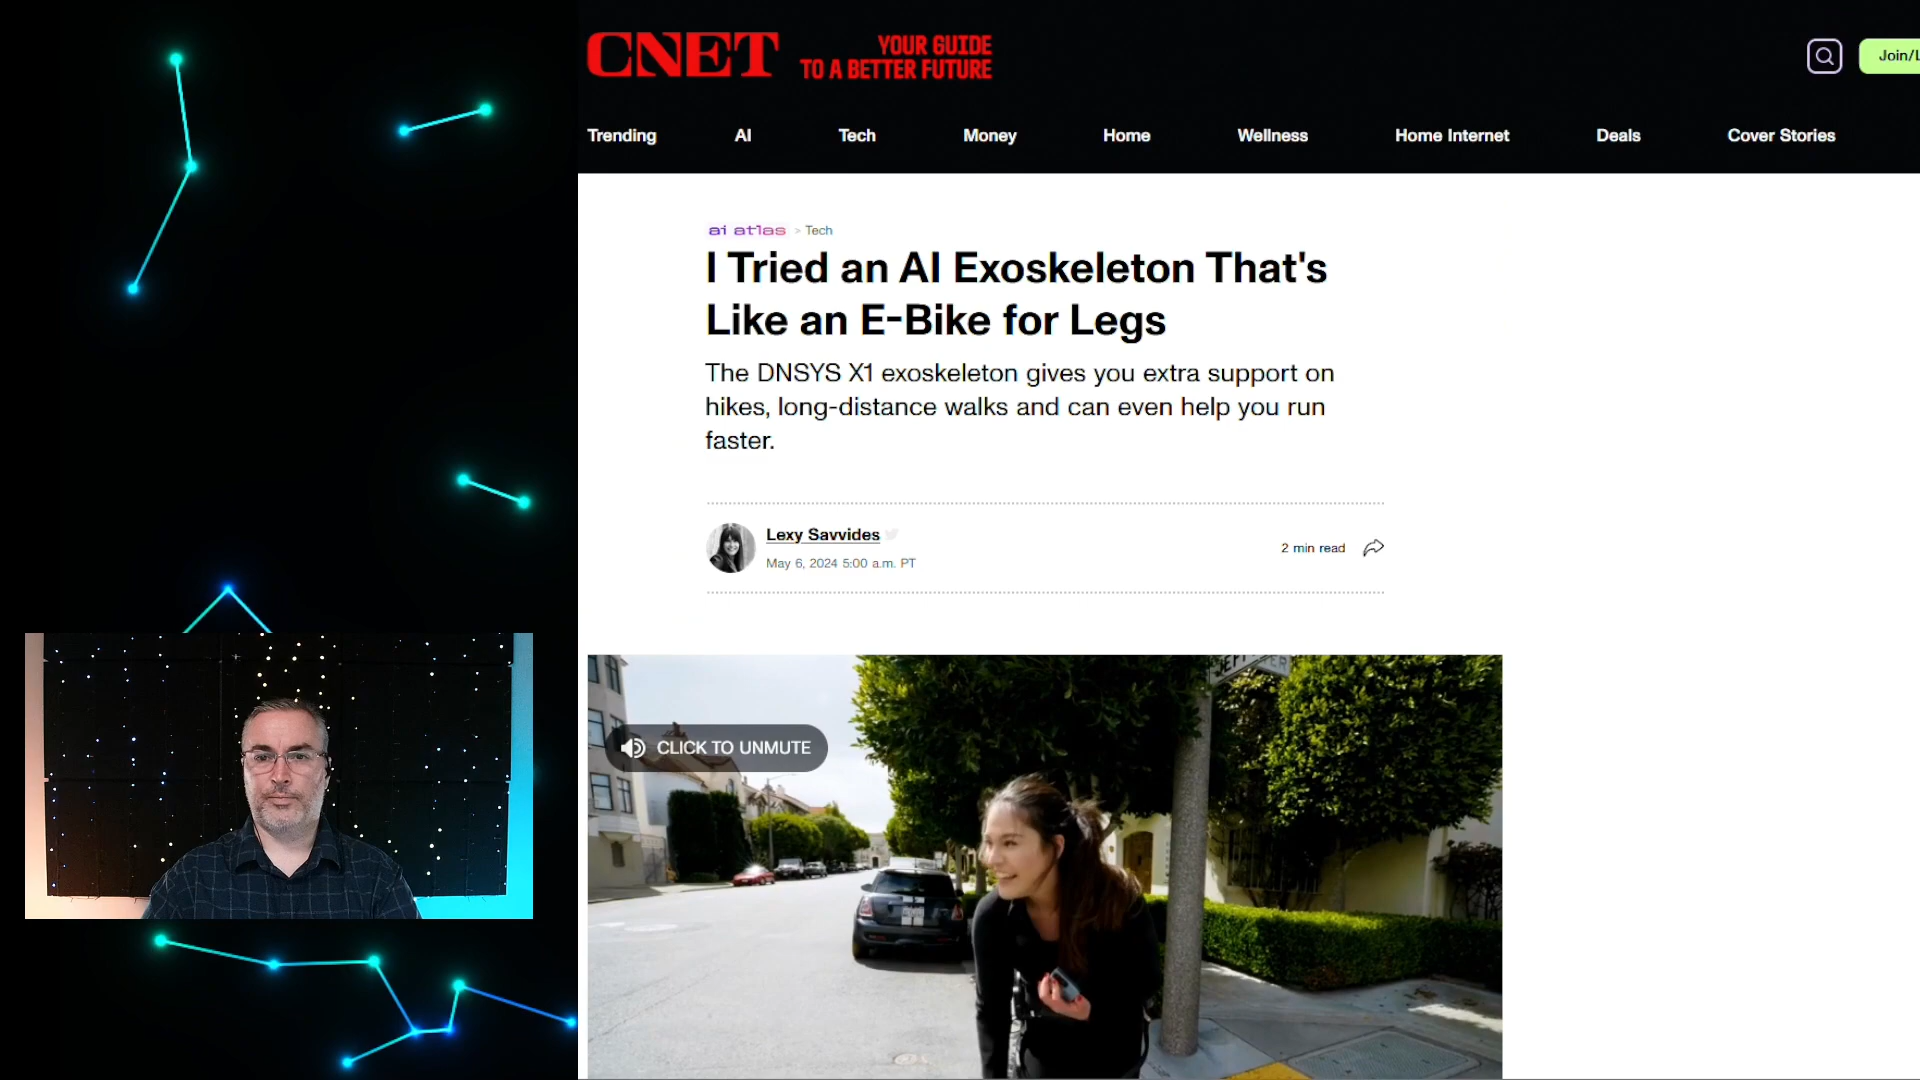 CNET
YOUR GUIDE
TO A BETTER FUTURE
Join/L
Trending AI Tech Money Home Wellness Home Internet Deals Cover Stories
ai atlas > Tech
I Tried an AI Exoskeleton That's
Like an E-Bike for Legs
The DNSYS X1 exoskeleton gives you extra support on
hikes, long-distance walks and can even help you run
faster.
Lexy Savvides
May 6, 2024 5:00 a.m. PT
2 min read
CLICK TO UNMUTE